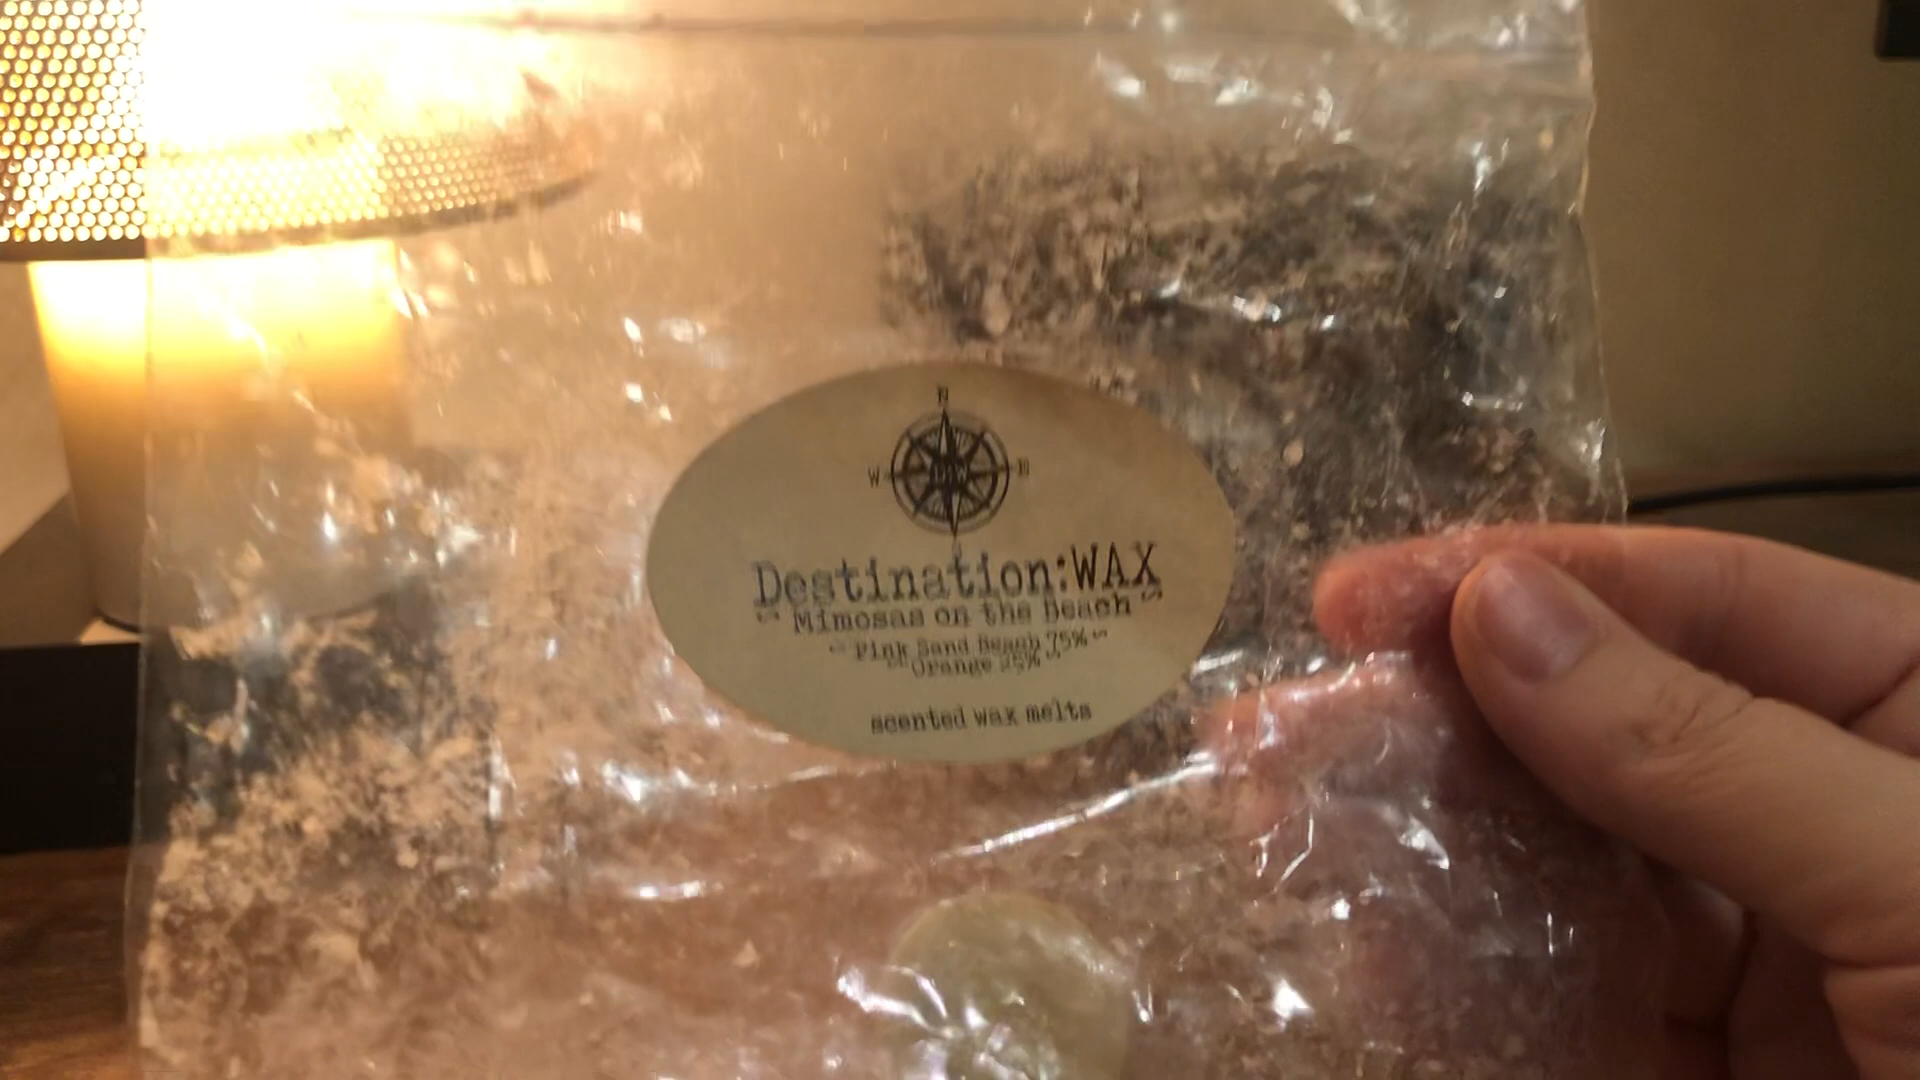 N
W E
Destination:WAX
~ Mimosas on the Beach ~
~ Pink Sand Beach 75% ~
~ Orange 25% ~
scented wax melts